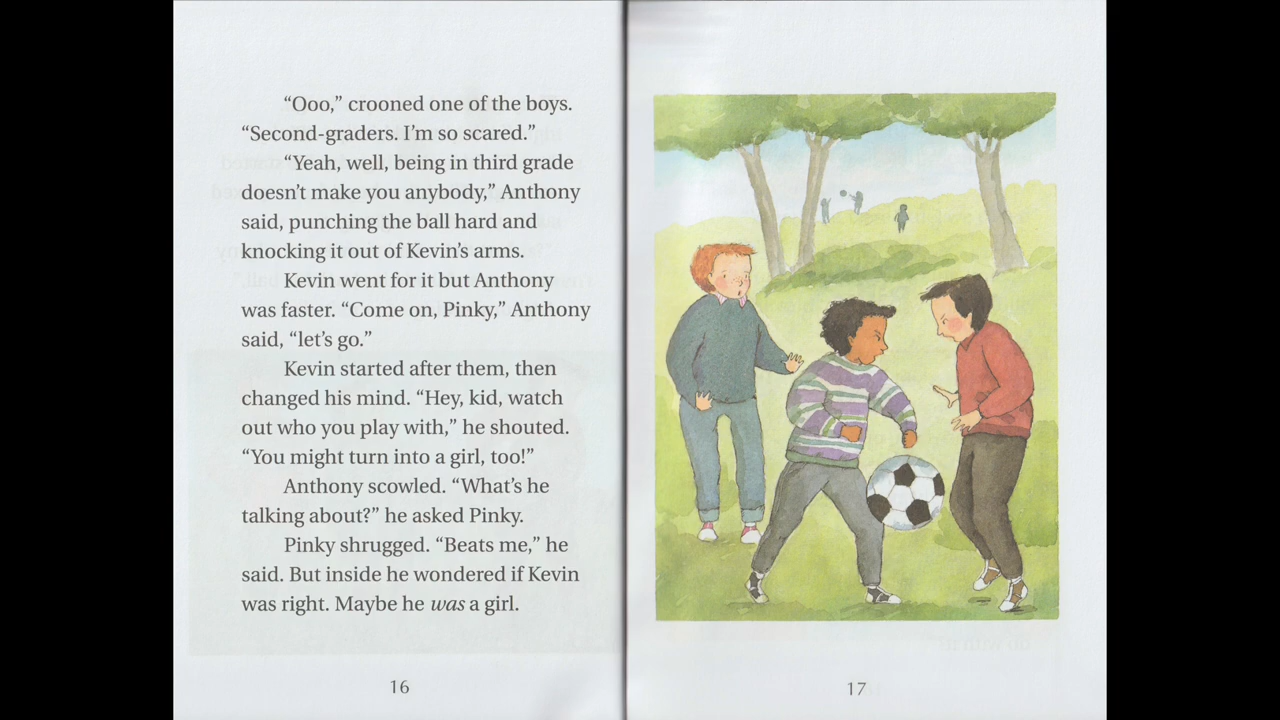 “Ooo,” crooned one of the boys.
“Second-graders. I’m so scared.”
“Yeah, well, being in third grade
doesn’t make you anybody,” Anthony
said, punching the ball hard and
knocking it out of Kevin’s arms.
Kevin went for it but Anthony
was faster. “Come on, Pinky,” Anthony
said, “let’s go.”
Kevin started after them, then
changed his mind. “Hey, kid, watch
out who you play with,” he shouted.
“You might turn into a girl, too!”
Anthony scowled. “What’s he
talking about?” he asked Pinky.
Pinky shrugged. “Beats me,” he
said. But inside he wondered if Kevin
was right. Maybe he was a girl.
16
17